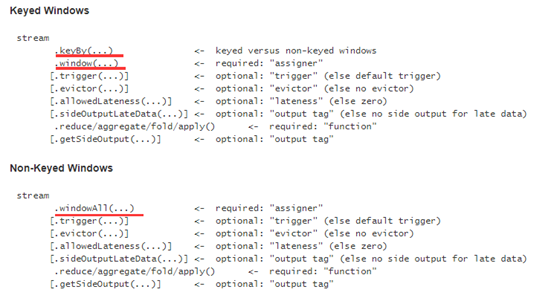 Keyed Windows
stream
.keyBy(...) <- keyed versus non-keyed windows
.window(...) <- required: "assigner"
[.trigger(...)] <- optional: "trigger" (else default trigger)
[.evictor(...)] <- optional: "evictor" (else no evictor)
[.allowedLateness(...)] <- optional: "lateness" (else zero)
[.sideOutputLateData(...)] <- optional: "output tag" (else no side output for late data)
.reduce/aggregate/fold/apply() <- required: "function"
[.getSideOutput(...)] <- optional: "output tag"
Non-Keyed Windows
stream
.windowAll(...) <- required: "assigner"
[.trigger(...)] <- optional: "trigger" (else default trigger)
[.evictor(...)] <- optional: "evictor" (else no evictor)
[.allowedLateness(...)] <- optional: "lateness" (else zero)
[.sideOutputLateData(...)] <- optional: "output tag" (else no side output for late data)
.reduce/aggregate/fold/apply() <- required: "function"
[.getSideOutput(...)] <- optional: "output tag"